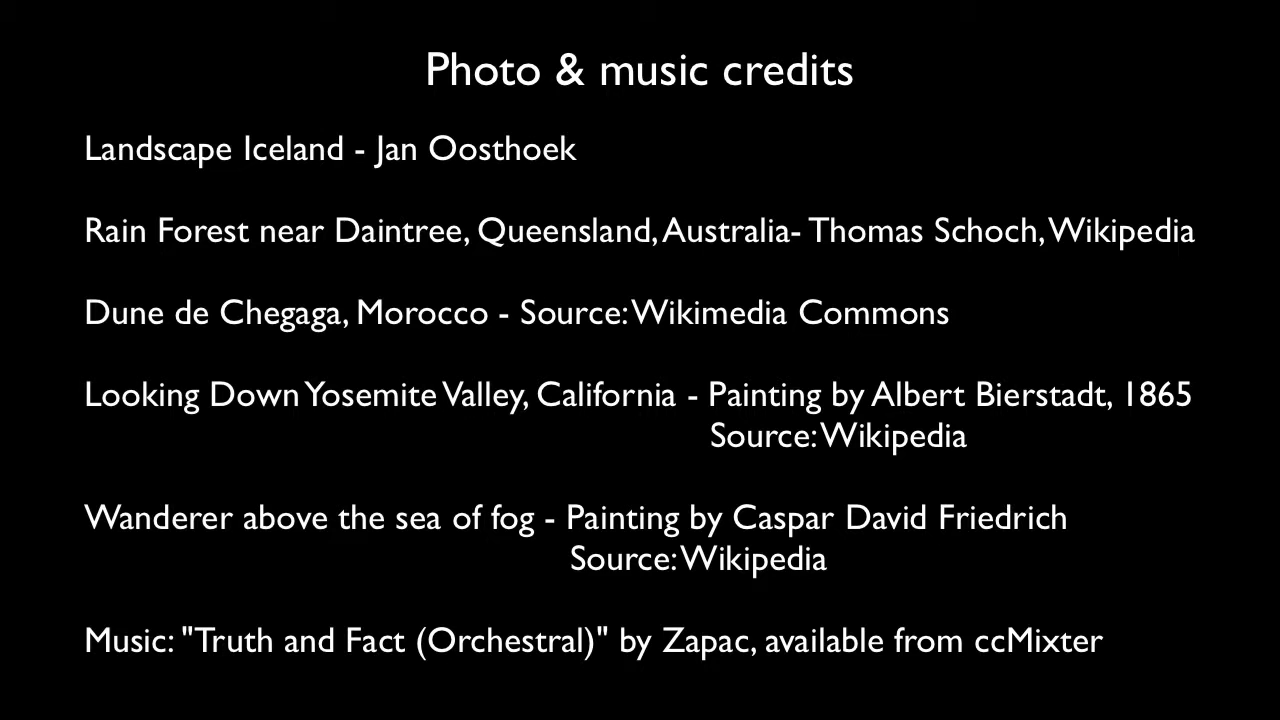 Photo & music credits
Landscape Iceland - Jan Oosthoek
Rain Forest near Daintree, Queensland, Australia- Thomas Schoch, Wikipedia
Dune de Chegaga, Morocco - Source: Wikimedia Commons
Looking Down Yosemite Valley, California - Painting by Albert Bierstadt, 1865
Source: Wikipedia
Wanderer above the sea of fog - Painting by Caspar David Friedrich
Source: Wikipedia
Music: "Truth and Fact (Orchestral)" by Zapac, available from ccMixter